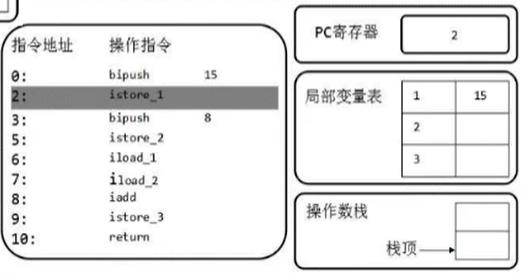 指令地址 操作指令
0: bipush 15
2: istore_1
3: bipush 8
5: istore_2
6: iload_1
7: iload_2
8: iadd
9: istore_3
10: return
PC寄存器 2
局部变量表
1 15
2
3
操作数栈
栈顶